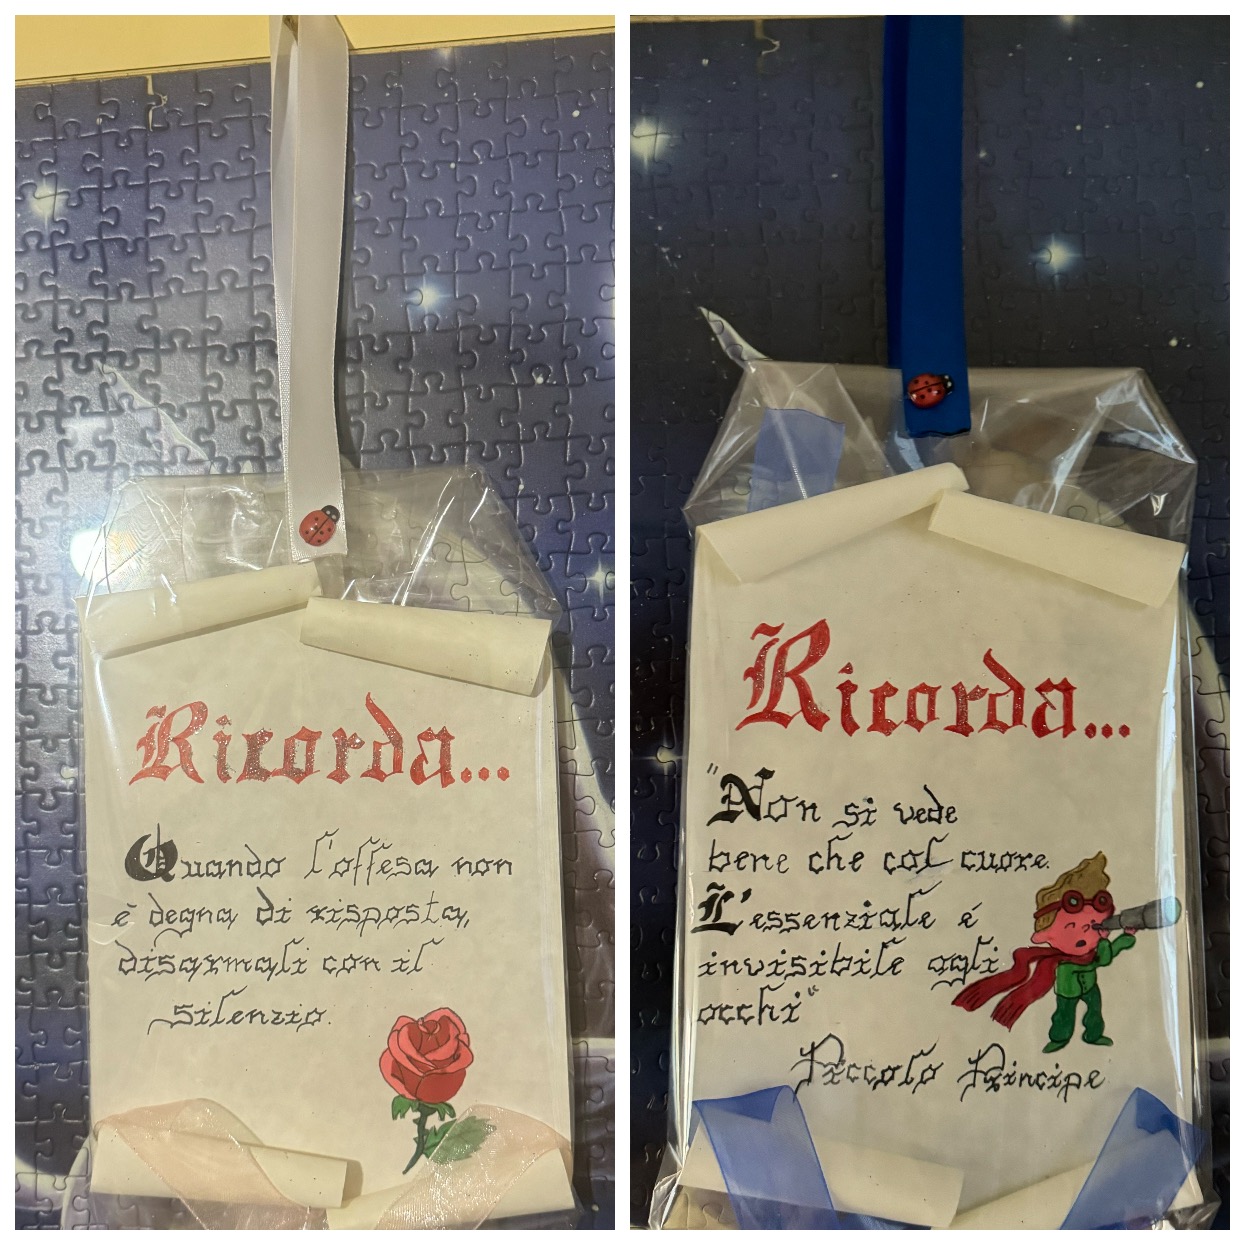 Ricorda...
Quando l'offesa non
é degna di risposta,
disarmali con il
silenzio.
Ricorda...
"Non si vede
bene che col cuore.
L'essenziale é
invisibile agli
occhi"
Piccolo Principe